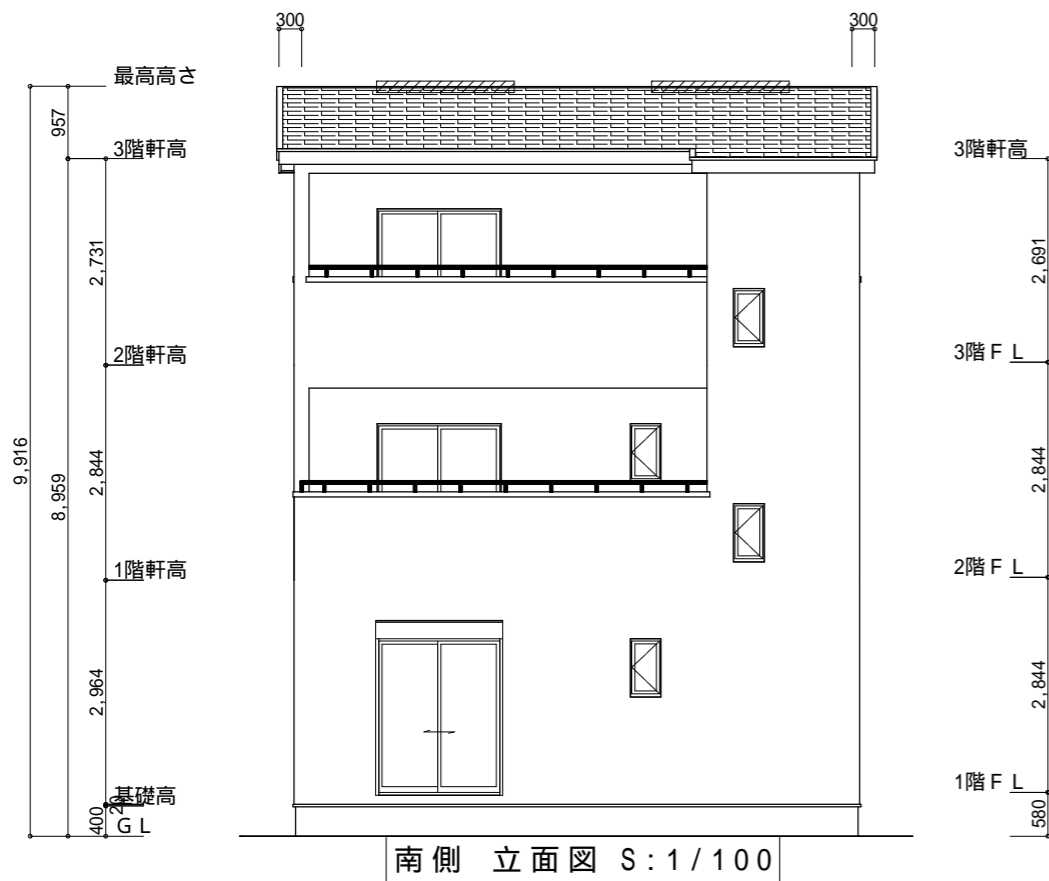 300
300
最高高さ
957
3階軒高
3階軒高
2,731
2,691
2階軒高
3階ＦＬ
9,916
8,959
2,844
2,844
1階軒高
2階ＦＬ
2,964
2,844
基礎高
1階ＦＬ
20
400
ＧＬ
580
南側 立面図 S:1/100